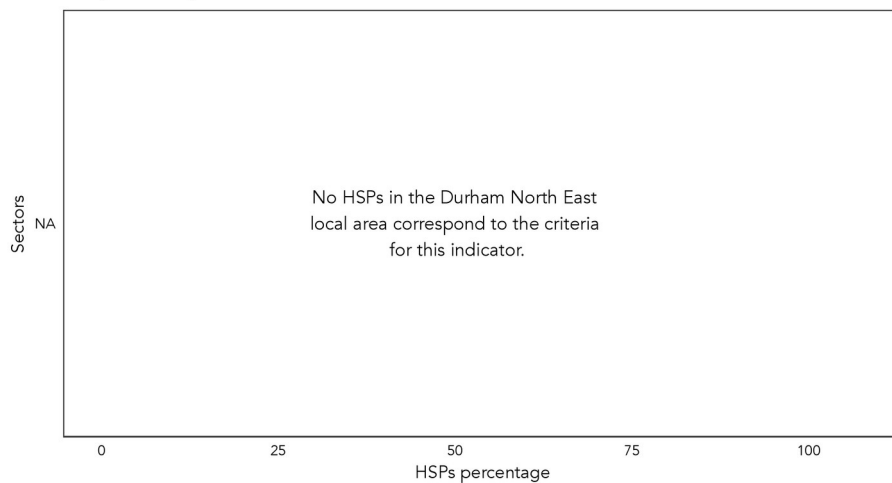 No HSPs in the Durham North East
local area correspond to the criteria
for this indicator.
Sectors
NA
0 25 50 75 100
HSPs percentage